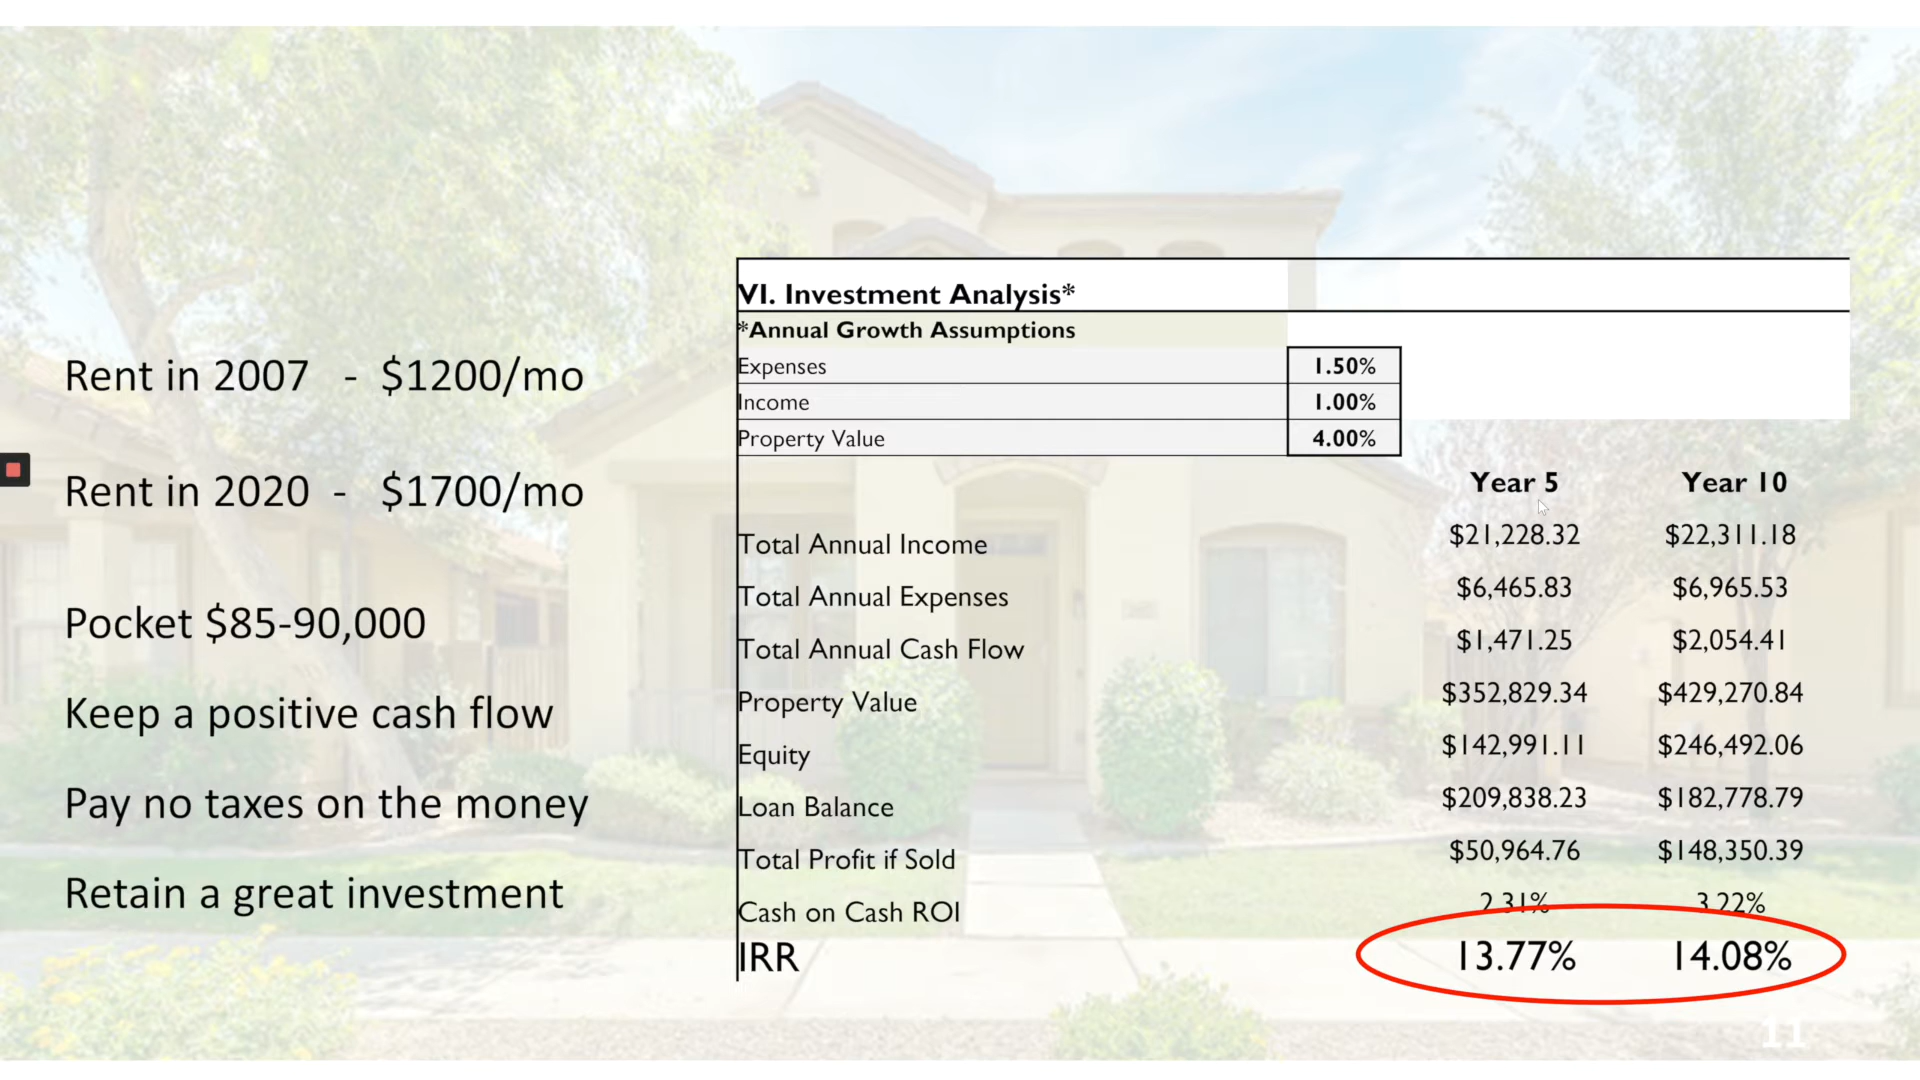 Rent in 2007 - $1200/mo
Rent in 2020 - $1700/mo
Pocket $85-90,000
Keep a positive cash flow
Pay no taxes on the money
Retain a great investment
VI. Investment Analysis*
*Annual Growth Assumptions
Expenses 1.50%
Income 1.00%
Property Value 4.00%
Year 5 Year 10
Total Annual Income $21,228.32 $22,311.18
Total Annual Expenses $6,465.83 $6,965.53
Total Annual Cash Flow $1,471.25 $2,054.41
Property Value $352,829.34 $429,270.84
Equity $142,991.11 $246,492.06
Loan Balance $209,838.23 $182,778.79
Total Profit if Sold $50,964.76 $148,350.39
Cash on Cash ROI 2.31% 3.22%
IRR 13.77% 14.08%
11